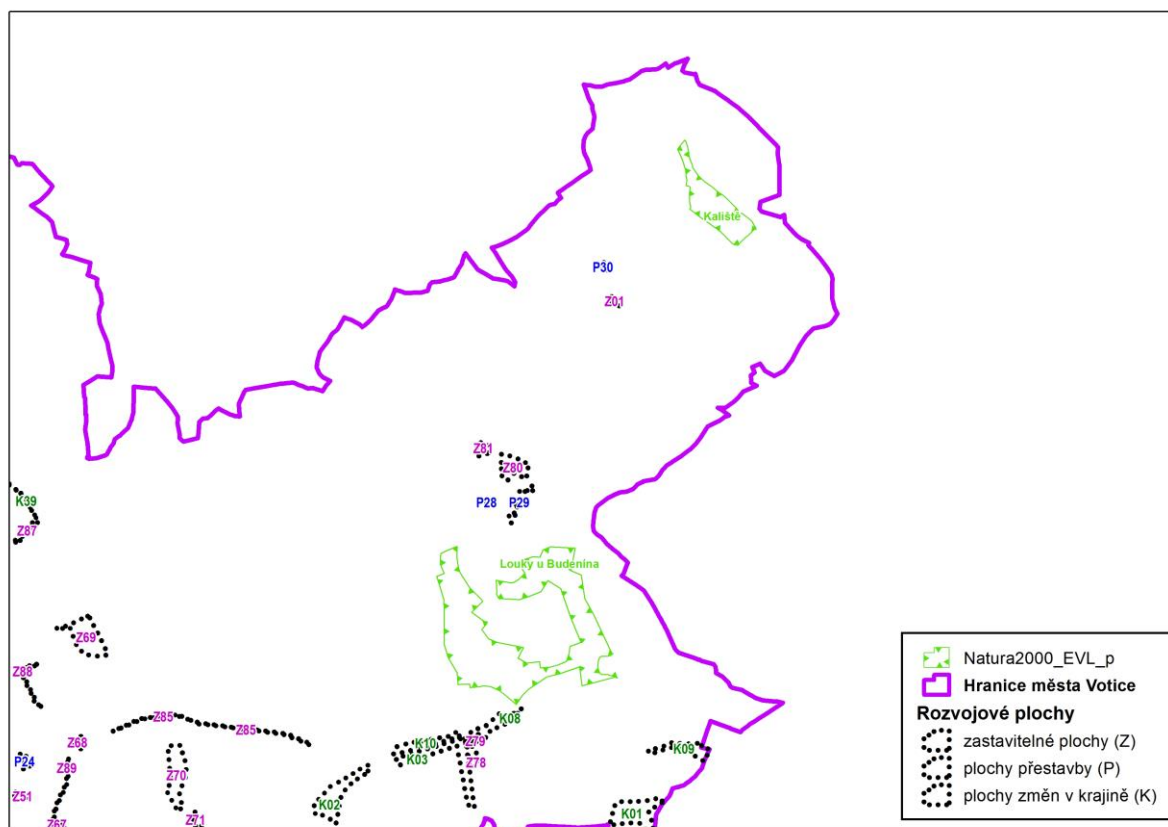 Kaliště
P30
Z01
Z81
Z80
K39
P28 P29
Z87
Louky u Budenína
Z69
Z88
Z85
K08
Z85
Z68
K10 Z79
K09
P24
K03 Z78
Z89
Z70
Z51
K02
K01
Z67
Z71
Natura2000_EVL_p
Hranice města Votice
Rozvojové plochy
zastavitelné plochy (Z)
plochy přestavby (P)
plochy změn v krajině (K)